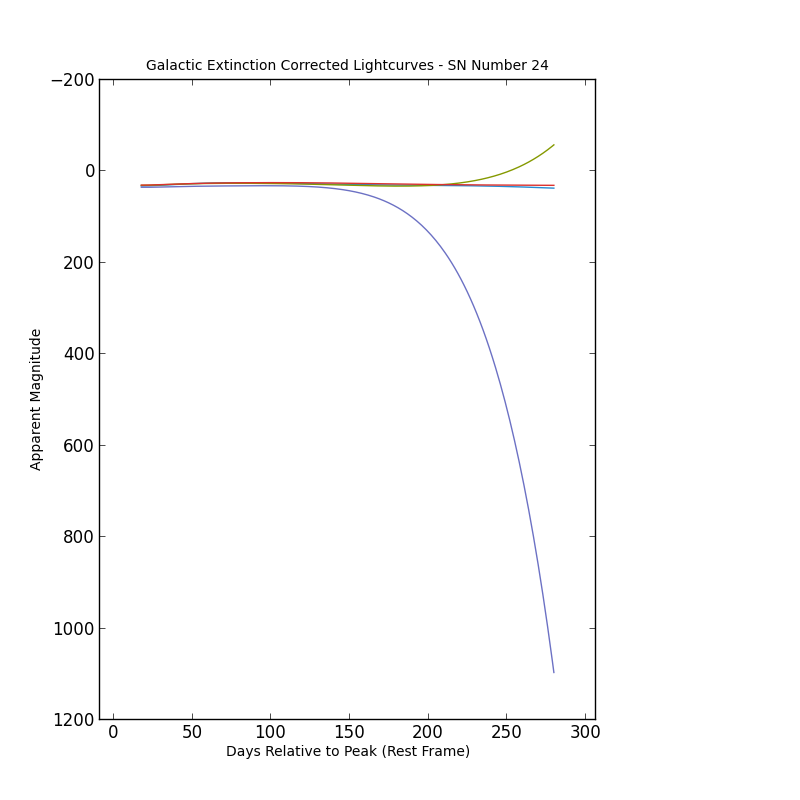 Galactic Extinction Corrected Lightcurves - SN Number 24
−200
0
200
400
600
800
1000
1200
Apparent Magnitude
0 50 100 150 200 250 300
Days Relative to Peak (Rest Frame)